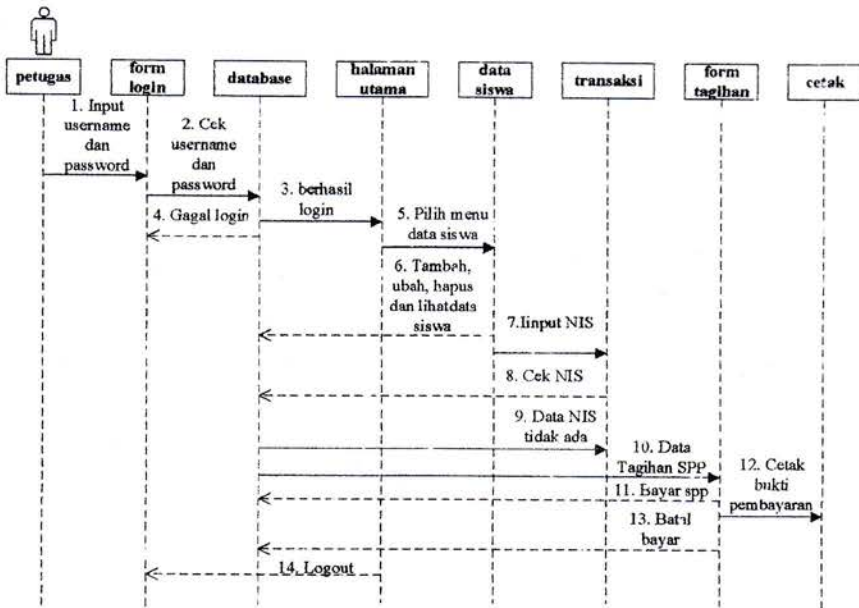 petugas
form
login
database
halaman
utama
data
siswa
transaksi
form
tagihan
cetak
1. Input
username
dan
password
2. Cek
username
dan
password
3. berhasil
login
4. Gagal login
5. Pilih menu
data siswa
6. Tambah,
ubah, hapus
dan lihatdata
siswa
7.Iinput NIS
8. Cek NIS
9. Data NIS
tidak ada
10. Data
Tagihan SPP
11. Bayar spp
12. Cetak
bukti
pembayaran
13. Batal
bayar
14. Logout